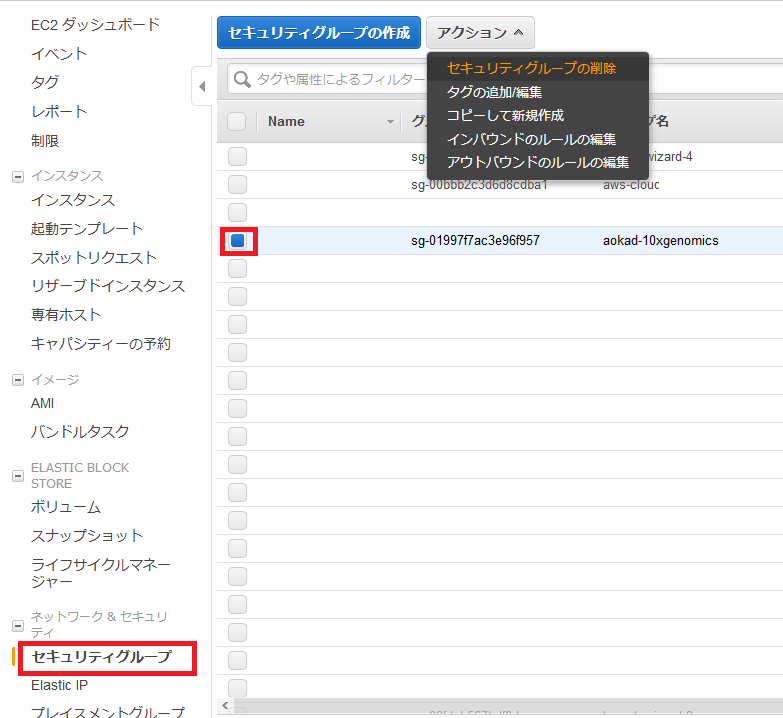 EC2 ダッシュボード
イベント
タグ
レポート
制限
インスタンス
インスタンス
起動テンプレート
スポットリクエスト
リザーブドインスタンス
専有ホスト
キャパシティーの予約
イメージ
AMI
バンドルタスク
ELASTIC BLOCK
STORE
ボリューム
スナップショット
ライフサイクルマネー
ジャー
ネットワーク & セキュリ
ティ
セキュリティグループ
Elastic IP
プレイスメントグループ
セキュリティグループの作成
アクション
タグや属性によるフィルター
セキュリティグループの削除
タグの追加/編集
コピーして新規作成
インバウンドのルールの編集
アウトバウンドのルールの編集
Name
プ名
sg-
wizard-4
sg-00bbb2c3d6d8cdba1
aws-cloud
sg-01997f7ac3e96f957
aokad-10xgenomics